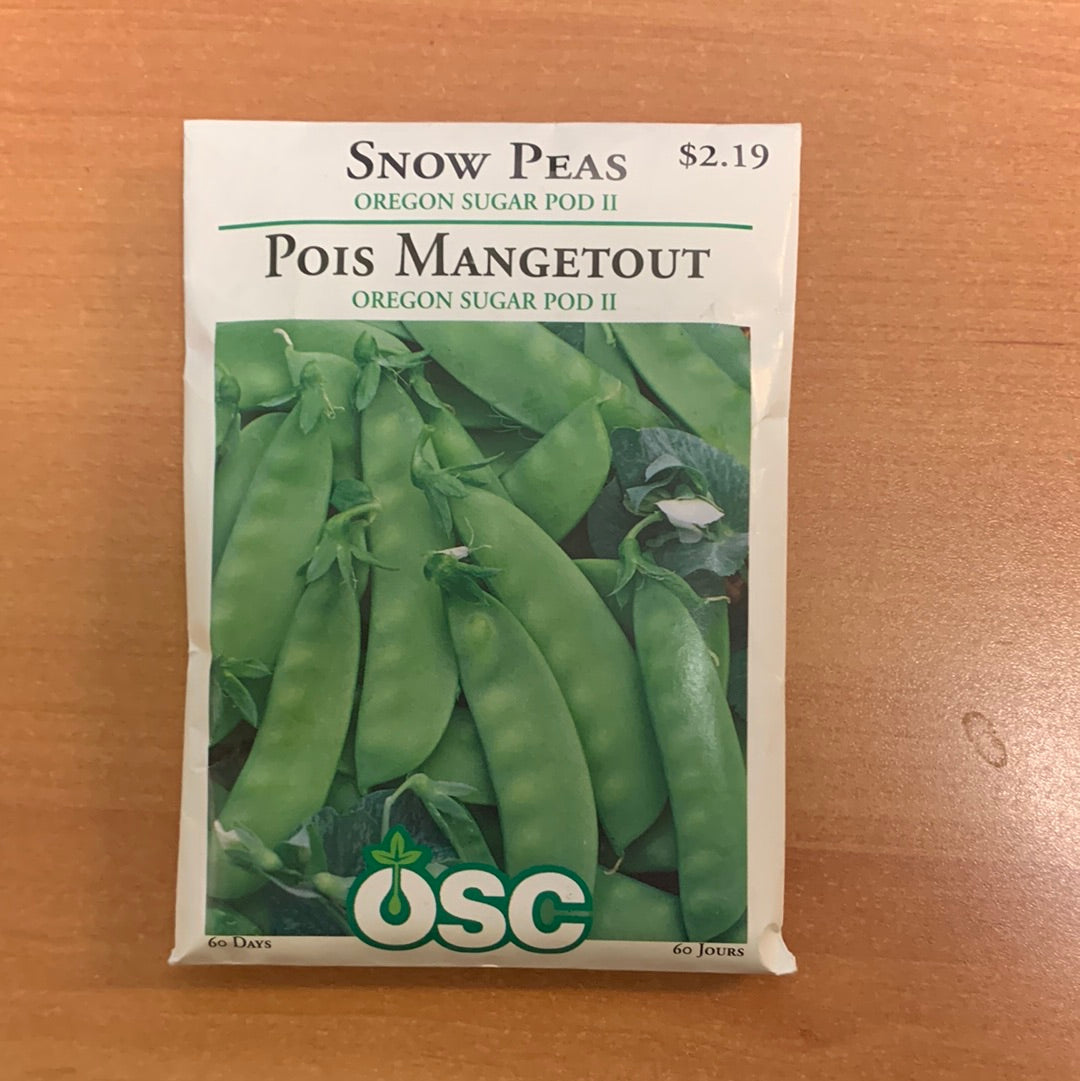 Snow Peas $2.19
OREGON SUGAR POD II
Pois Mangetout
OREGON SUGAR POD II
OSC
60 Days 60 Jours